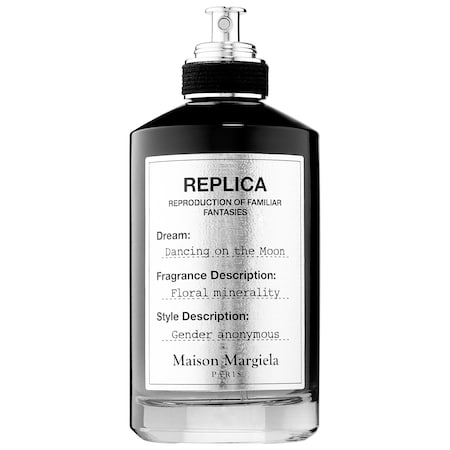 REPLICA
REPRODUCTION OF FAMILIAR
FANTASIES
Dream:
Dancing on the Moon
Fragrance Description:
Floral minerality
Style Description:
Gender anonymous
Maison Margiela
PARIS